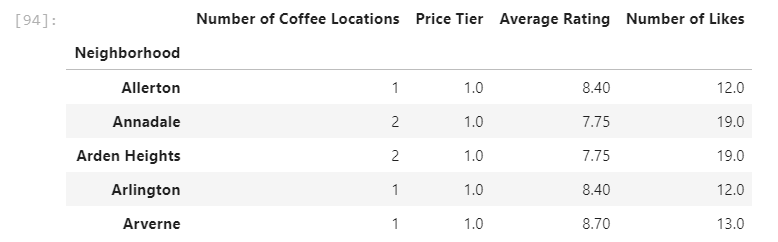 [94]:
Number of Coffee Locations Price Tier Average Rating Number of Likes
Neighborhood
Allerton 1 1.0 8.40 12.0
Annadale 2 1.0 7.75 19.0
Arden Heights 2 1.0 7.75 19.0
Arlington 1 1.0 8.40 12.0
Arverne 1 1.0 8.70 13.0